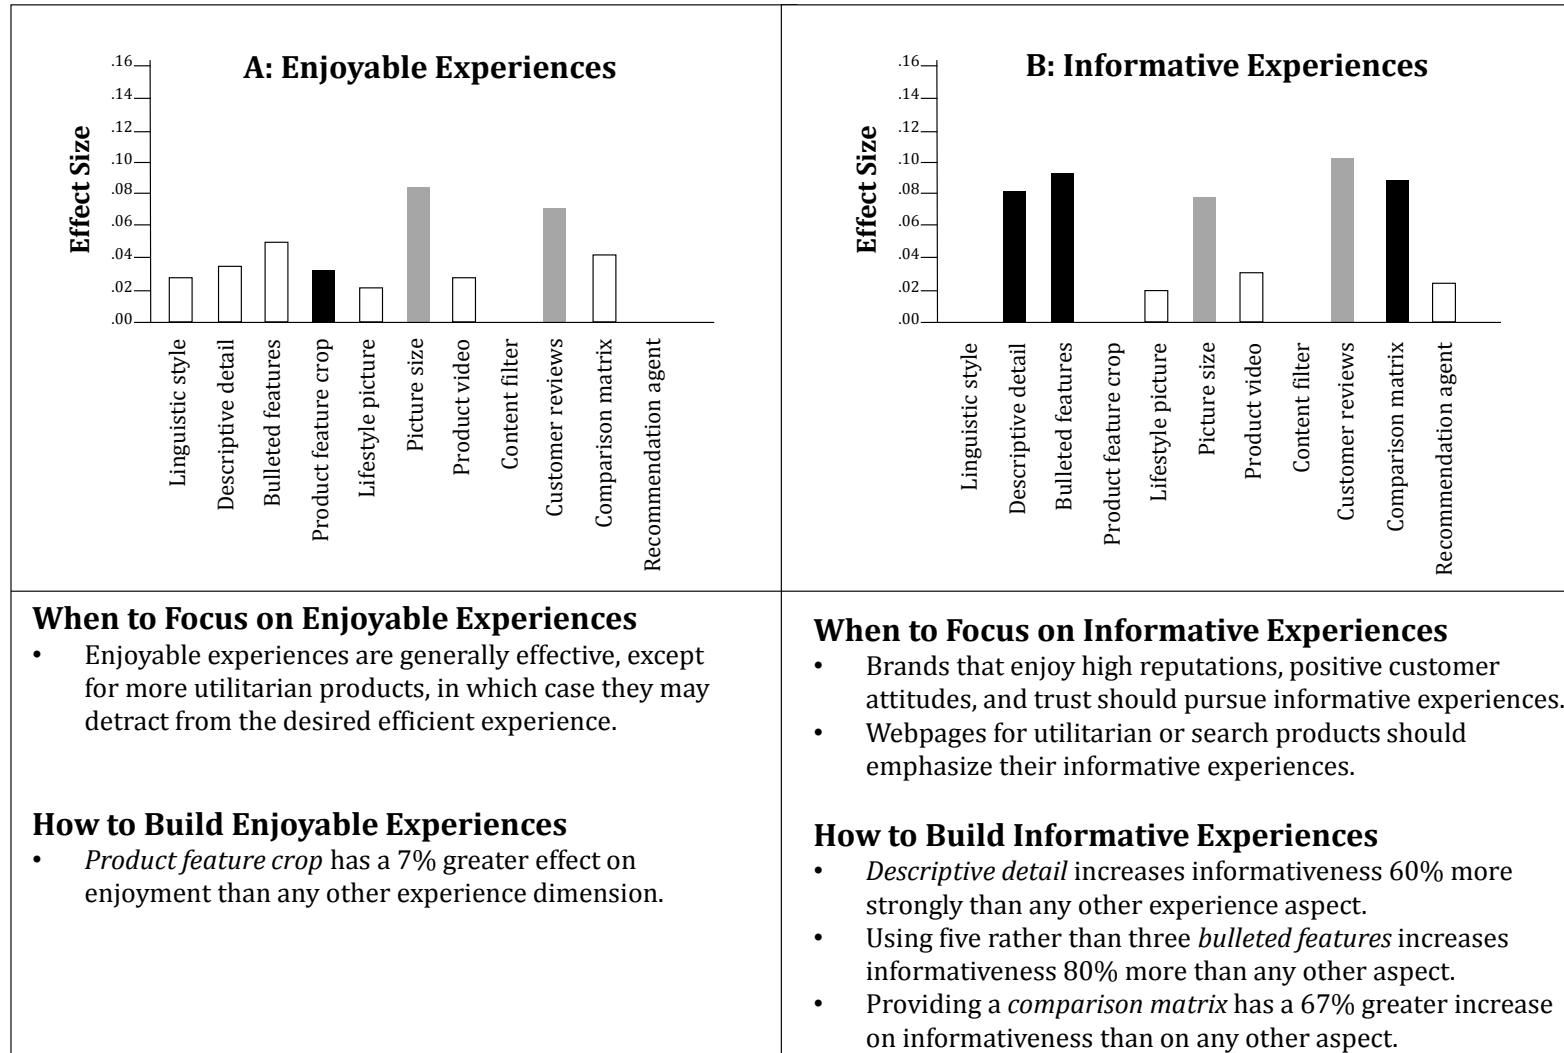 A: Enjoyable Experiences
Effect Size
.16
.14
.12
.10
.08
.06
.04
.02
.00
Linguistic style
Descriptive detail
Bulleted features
Product feature crop
Lifestyle picture
Picture size
Product video
Content filter
Customer reviews
Comparison matrix
Recommendation agent
B: Informative Experiences
Effect Size
.16
.14
.12
.10
.08
.06
.04
.02
.00
Linguistic style
Descriptive detail
Bulleted features
Product feature crop
Lifestyle picture
Picture size
Product video
Content filter
Customer reviews
Comparison matrix
Recommendation agent
When to Focus on Enjoyable Experiences
• Enjoyable experiences are generally effective, except
for more utilitarian products, in which case they may
detract from the desired efficient experience.
How to Build Enjoyable Experiences
• Product feature crop has a 7% greater effect on
enjoyment than any other experience dimension.
When to Focus on Informative Experiences
• Brands that enjoy high reputations, positive customer
attitudes, and trust should pursue informative experiences.
• Webpages for utilitarian or search products should
emphasize their informative experiences.
How to Build Informative Experiences
• Descriptive detail increases informativeness 60% more
strongly than any other experience aspect.
• Using five rather than three bulleted features increases
informativeness 80% more than any other aspect.
• Providing a comparison matrix has a 67% greater increase
on informativeness than on any other aspect.